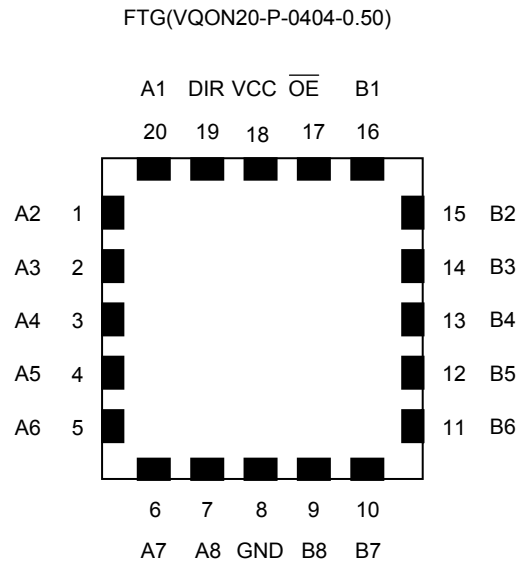 FTG(VQON20-P-0404-0.50)
A1 DIR VCC O̅E̅ B1
20 19 18 17 16
A2 1 15 B2
A3 2 14 B3
A4 3 13 B4
A5 4 12 B5
A6 5 11 B6
6 7 8 9 10
A7 A8 GND B8 B7